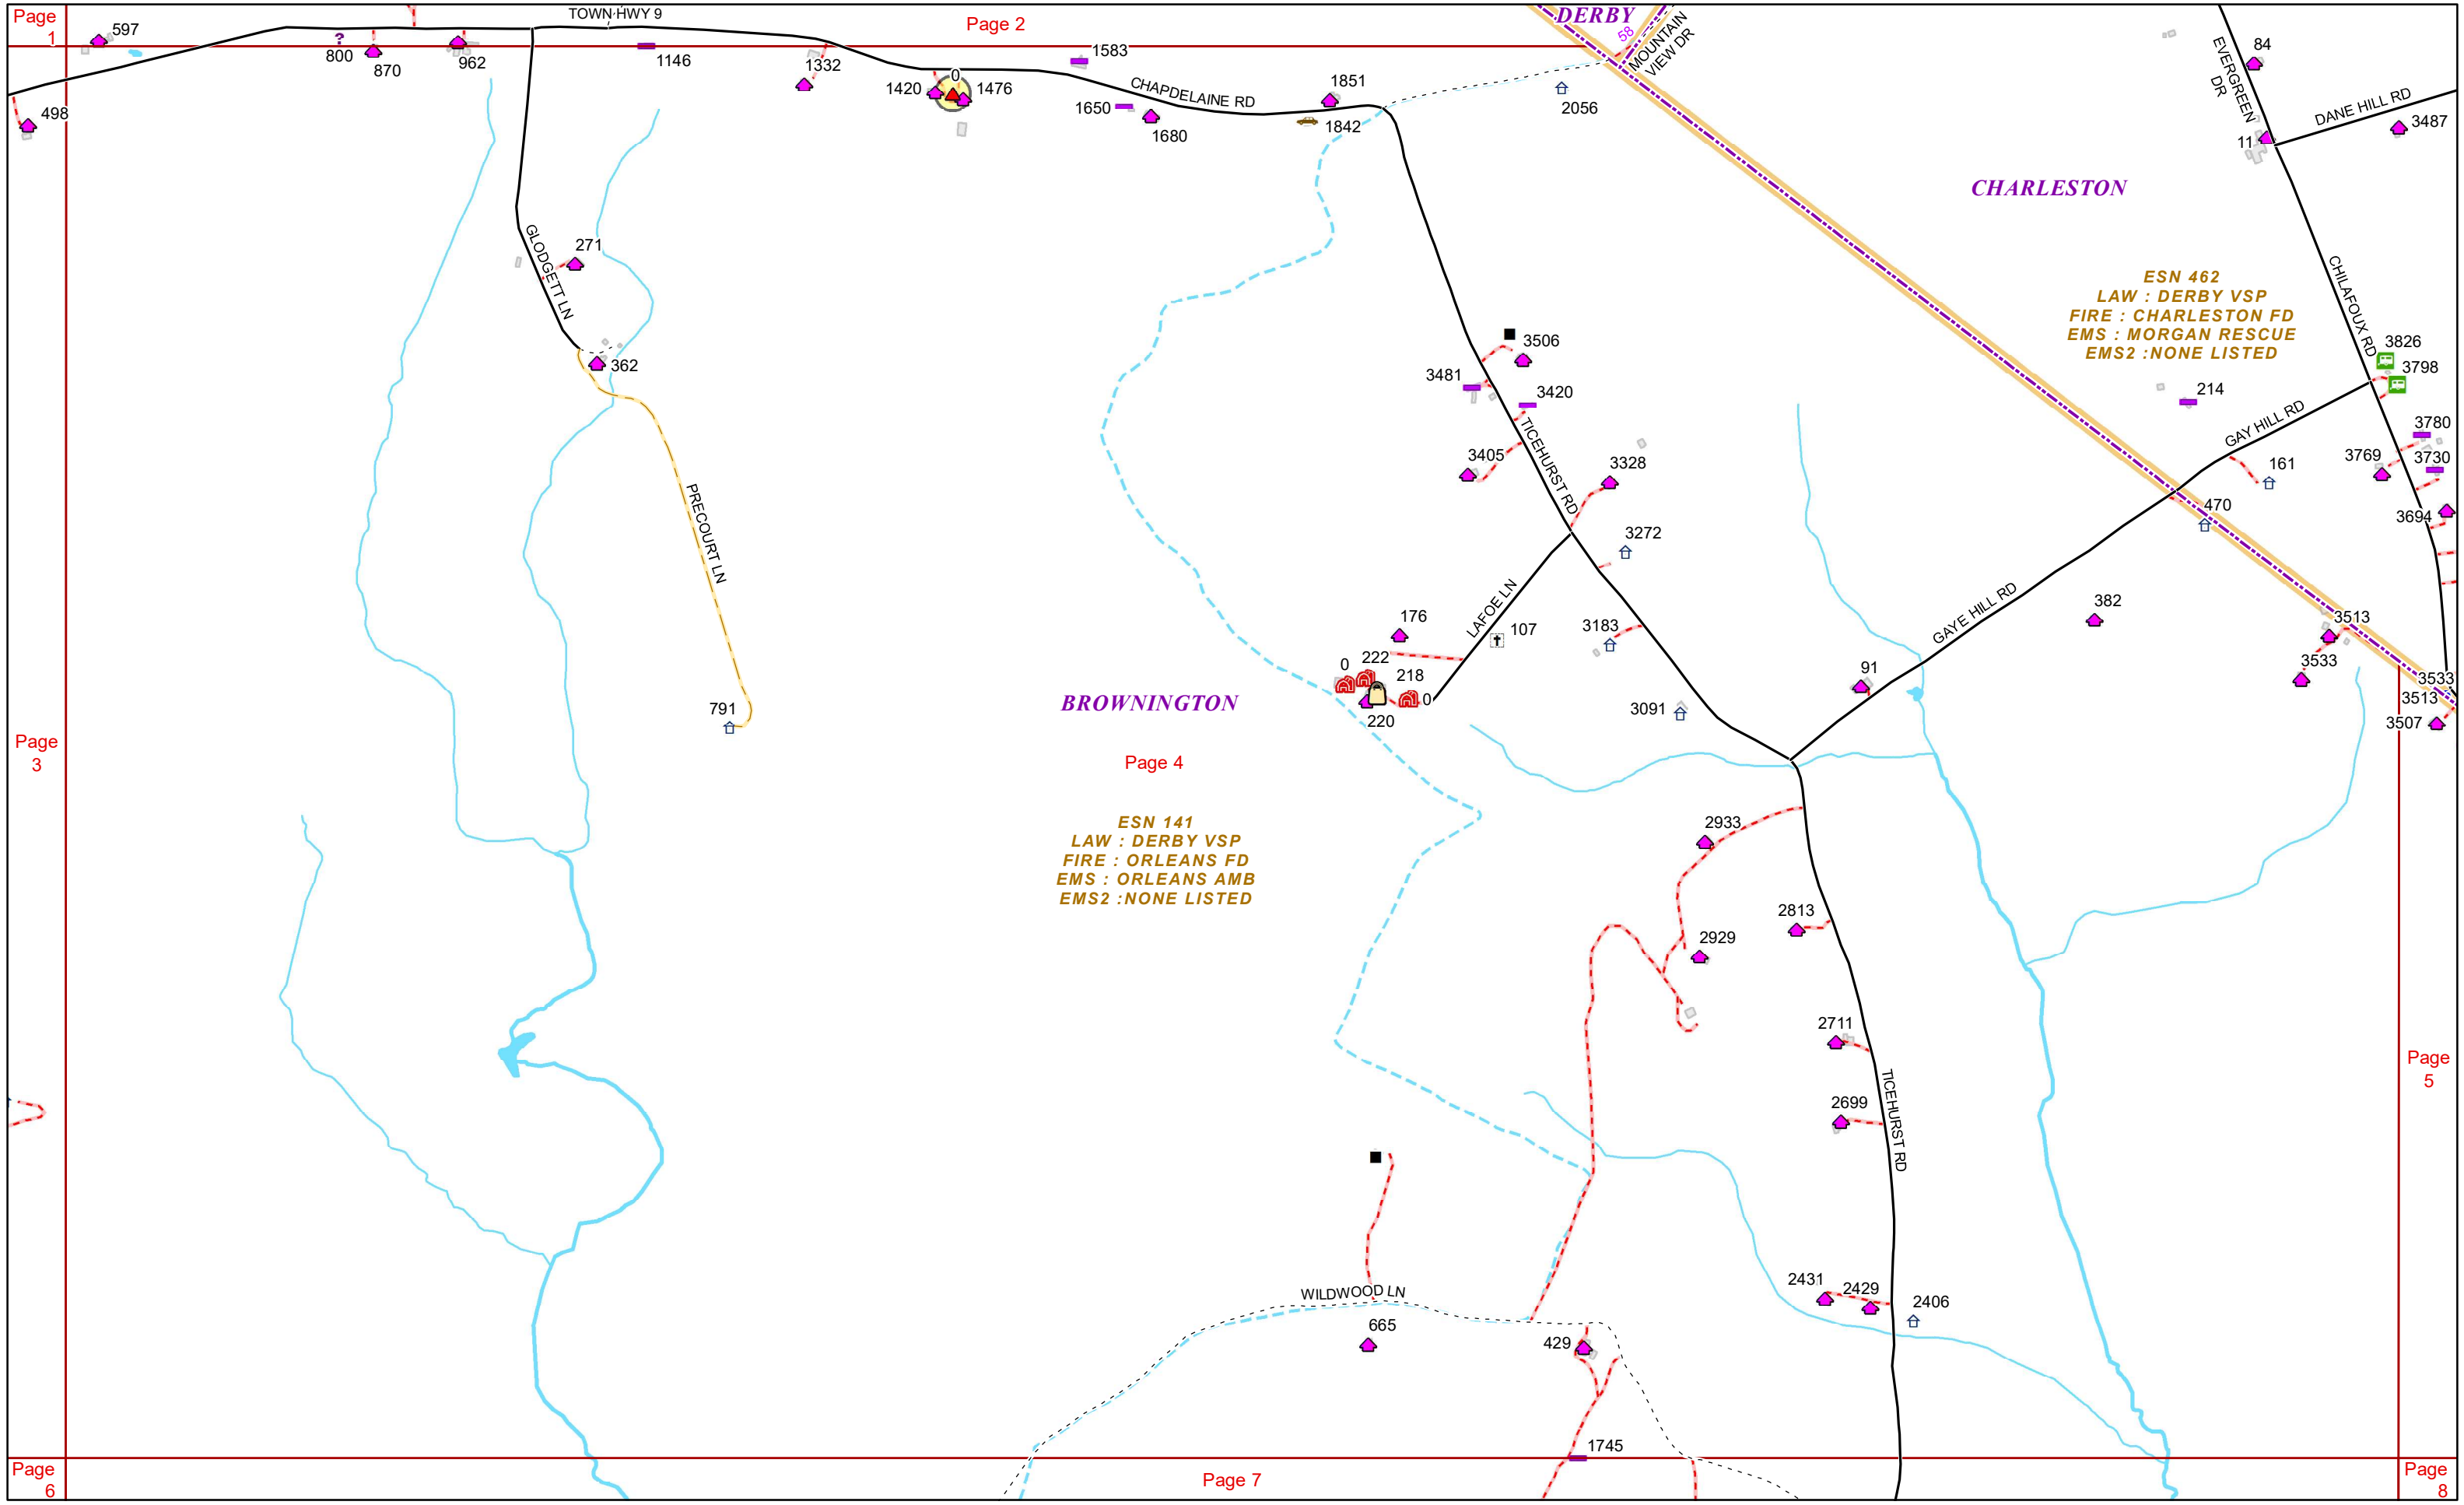 Page
1
597
TOWN HWY 9
Page 2
DERBY
58
MOUNTAIN
VIEW DR
EVERGREEN
DR
84
800
870
962
1146
1332
1420
0
1476
1583
CHAPDELAINE RD
1650
1680
1851
1842
2056
DANE HILL RD
3487
11
498
CHARLESTON
GLODGETT LN
271
362
ESN 462
LAW : DERBY VSP
FIRE : CHARLESTON FD
EMS : MORGAN RESCUE
EMS2 :NONE LISTED
CHILAFOUX RD
3826
3798
3506
3481
3420
214
GAY HILL RD
3780
TICEHURST RD
3405
3328
3769
3730
161
PRECOURT LN
470
3694
3272
LAFOE LN
176
107
3183
GAYE HILL RD
382
3513
0
222
218
0
220
91
3533
3533
3513
3507
791
BROWNINGTON
3091
Page
3
Page 4
ESN 141
LAW : DERBY VSP
FIRE : ORLEANS FD
EMS : ORLEANS AMB
EMS2 :NONE LISTED
2933
2813
2929
2711
Page
5
2699
TICEHURST RD
2431
2429
2406
WILDWOOD LN
665
429
1745
Page
6
Page 7
Page
8